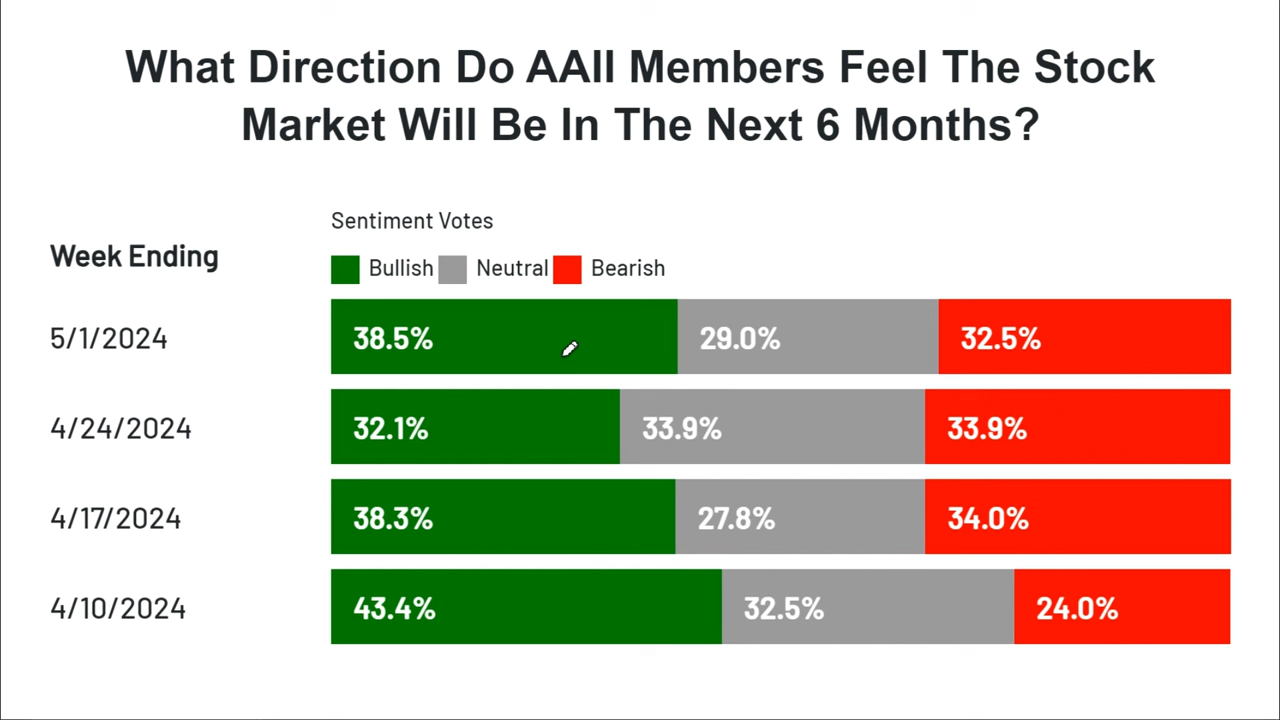 What Direction Do AAII Members Feel The Stock
Market Will Be In The Next 6 Months?
Sentiment Votes
Week Ending
Bullish Neutral Bearish
5/1/2024 38.5% 29.0% 32.5%
4/24/2024 32.1% 33.9% 33.9%
4/17/2024 38.3% 27.8% 34.0%
4/10/2024 43.4% 32.5% 24.0%